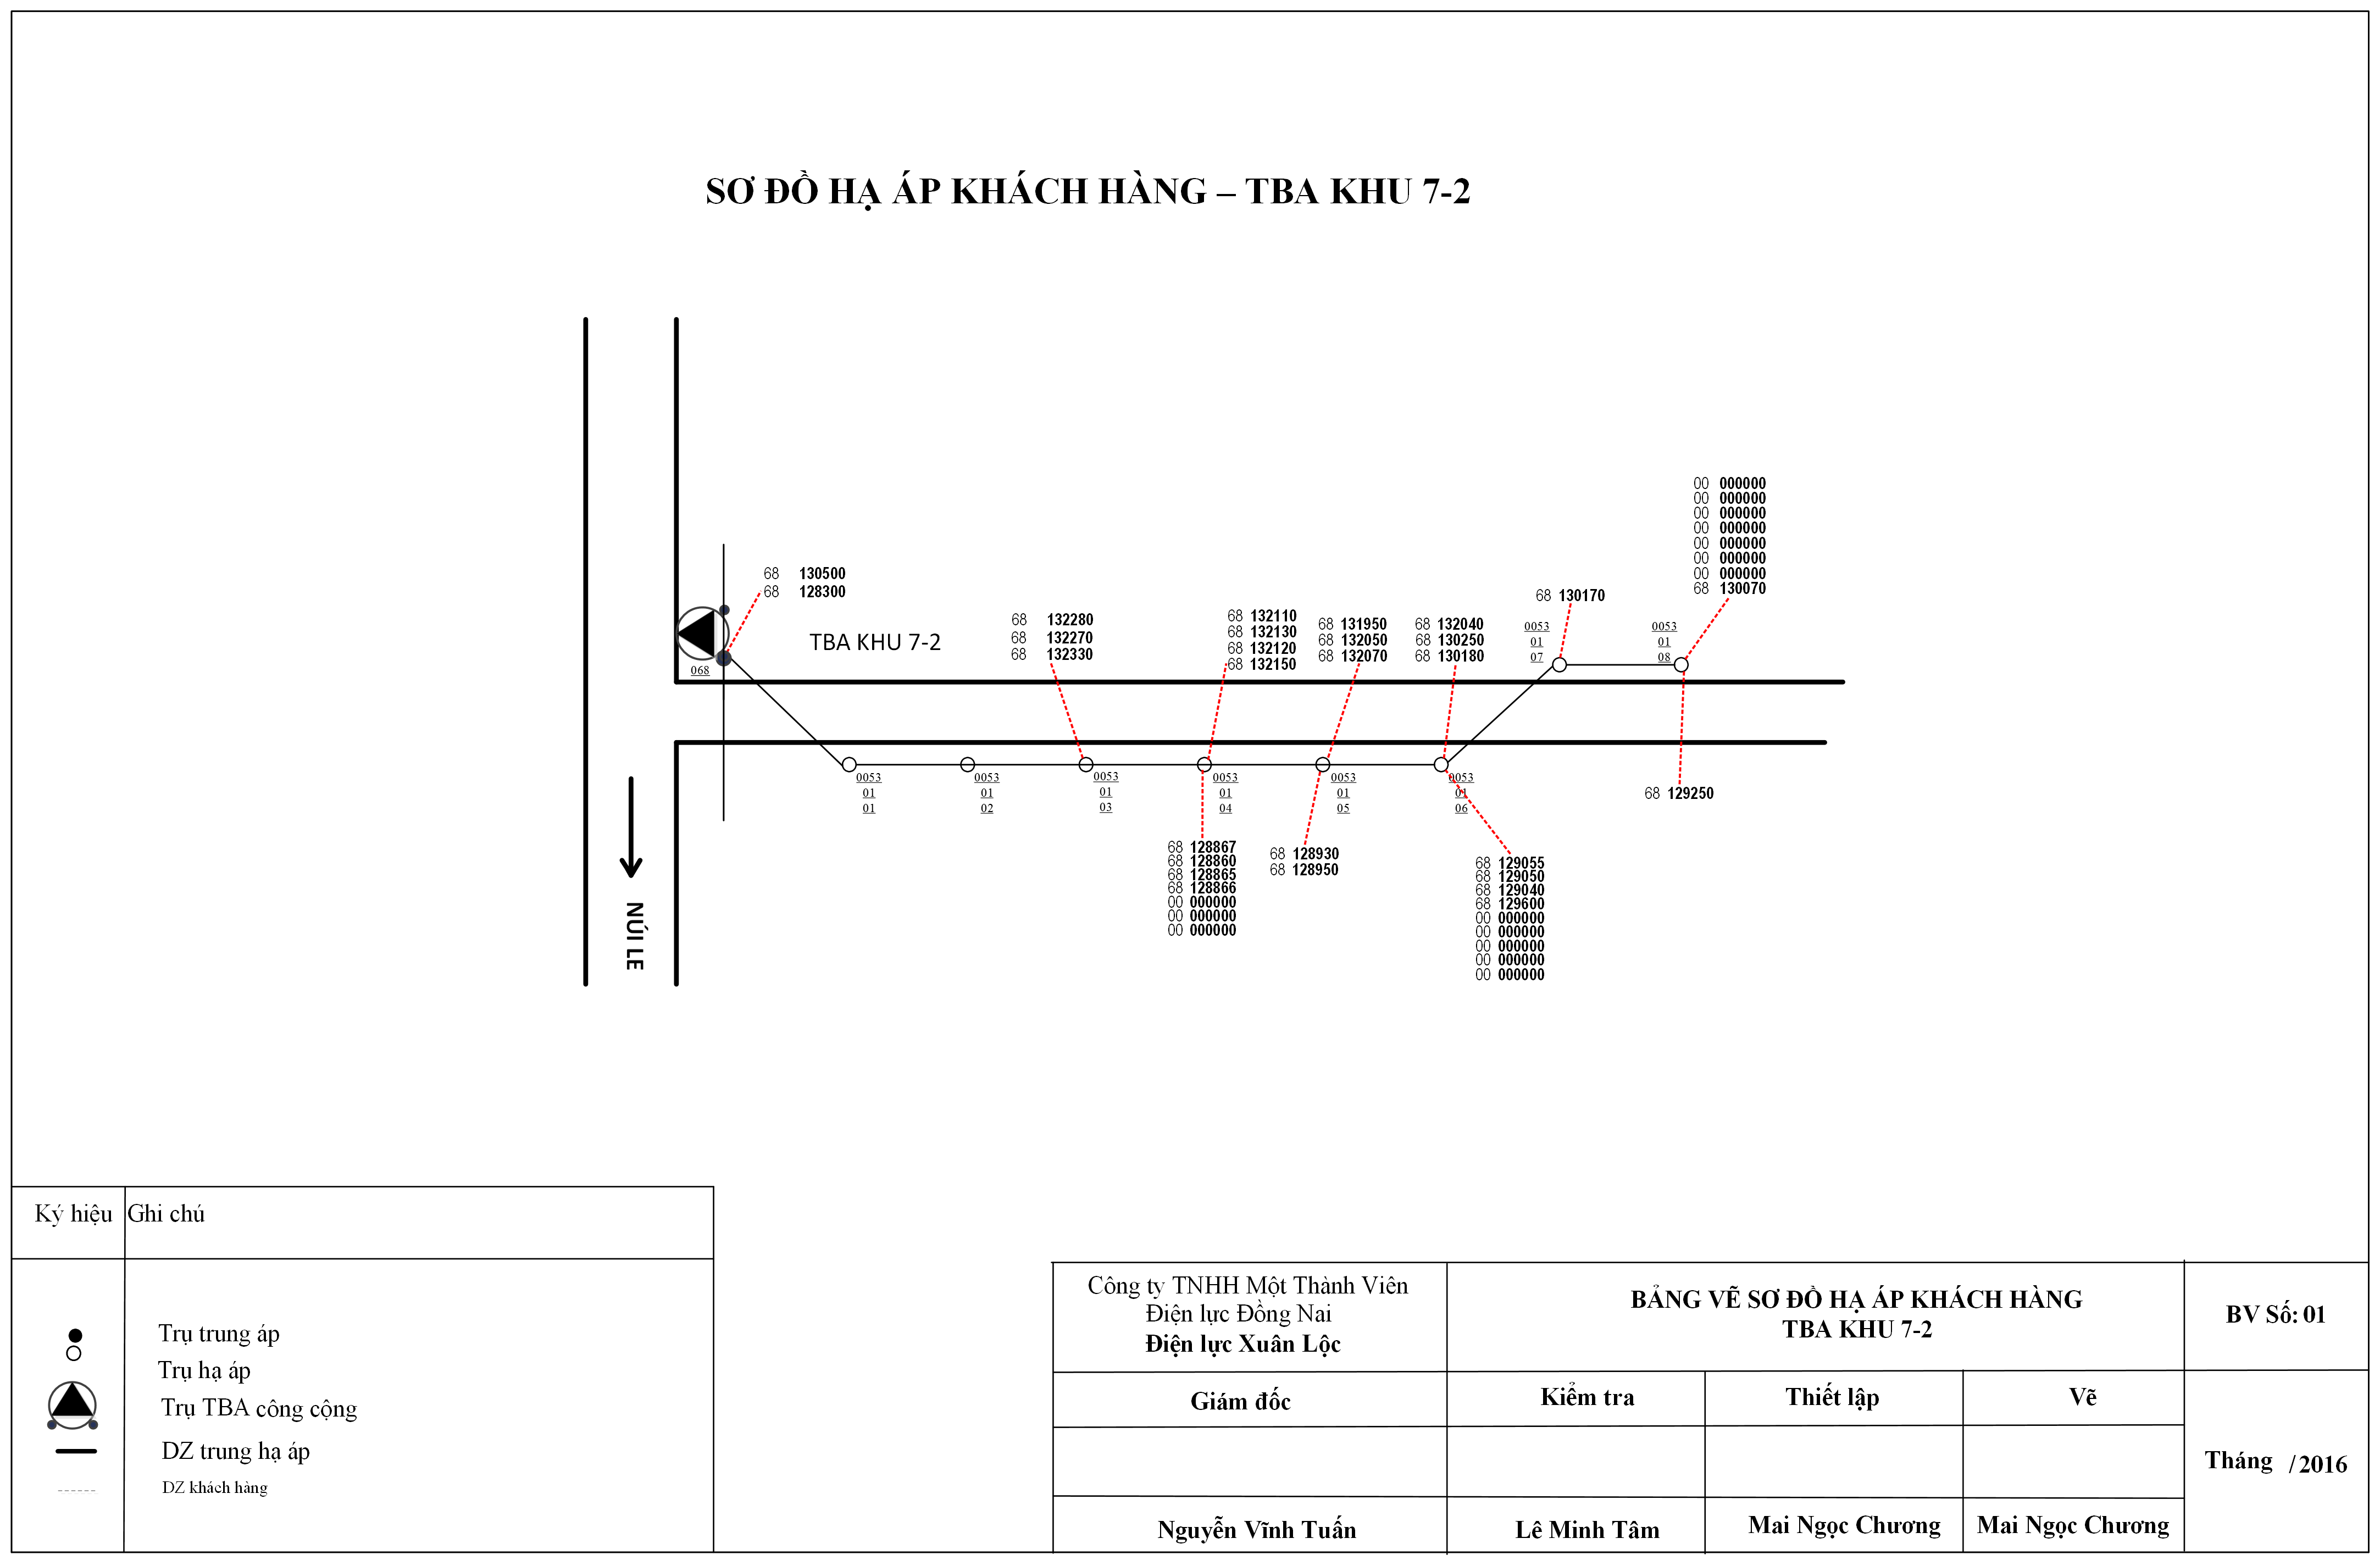 SƠ ĐỒ HẠ ÁP KHÁCH HÀNG – TBA KHU 7-2
00 000000
00 000000
00 000000
00 000000
00 000000
00 000000
00 000000
68 130070
68 130500
68 128300
TBA KHU 7-2
068
68 132280
68 132270
68 132330
68 132110
68 132130
68 132120
68 132150
68 131950
68 132050
68 132070
68 132040
68 130250
68 130180
68 130170
0053
01
07
0053
01
08
0053
01
01
0053
01
02
0053
01
03
0053
01
04
0053
01
05
0053
01
06
68 129250
68 128867
68 128860
68 128865
68 128866
00 000000
00 000000
00 000000
68 128930
68 128950
68 129055
68 129050
68 129040
68 129600
00 000000
00 000000
00 000000
00 000000
00 000000
NÚI LE
Ký hiệu Ghi chú
Trụ trung áp
Trụ hạ áp
Trụ TBA công cộng
DZ trung hạ áp
DZ khách hàng
Công ty TNHH Một Thành Viên
Điện lực Đồng Nai
Điện lực Xuân Lộc
BẢNG VẼ SƠ ĐỒ HẠ ÁP KHÁCH HÀNG
TBA KHU 7-2
BV Số: 01
Giám đốc
Kiểm tra
Thiết lập
Vẽ
Tháng /2016
Nguyễn Vĩnh Tuấn
Lê Minh Tâm
Mai Ngọc Chương
Mai Ngọc Chương